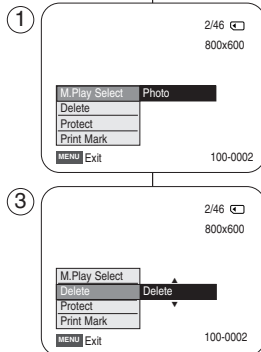 1
2/46
800x600
M.Play Select Photo
Delete
Protect
Print Mark
MENU Exit 100-0002
3
2/46
800x600
M.Play Select
Delete Delete
Protect
Print Mark
MENU Exit 100-0002